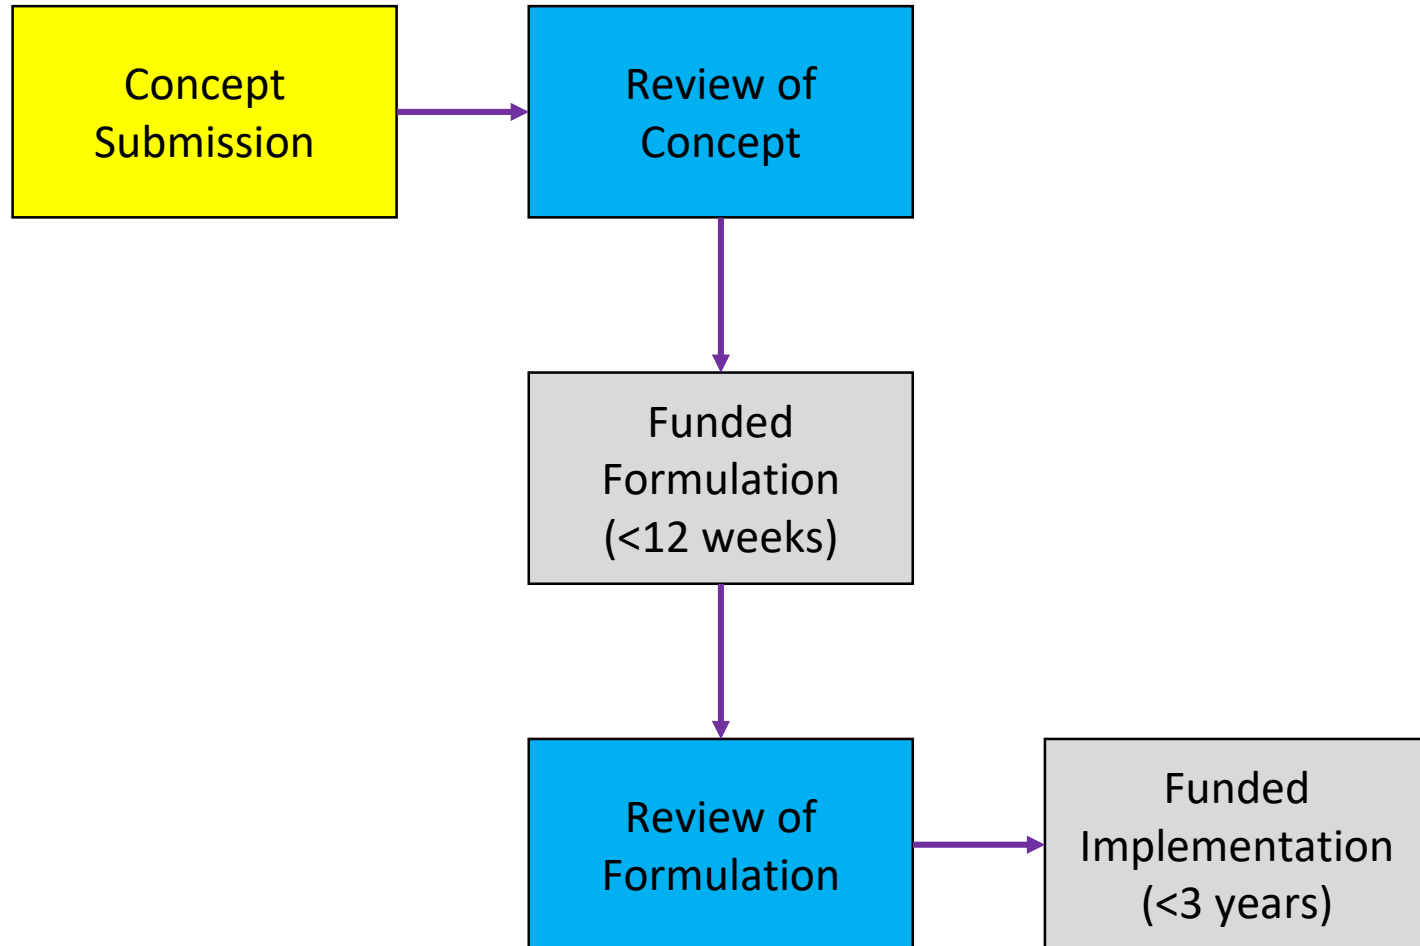 Concept
Submission
Review of
Concept
Funded
Formulation
(<12 weeks)
Review of
Formulation
Funded
Implementation
(<3 years)